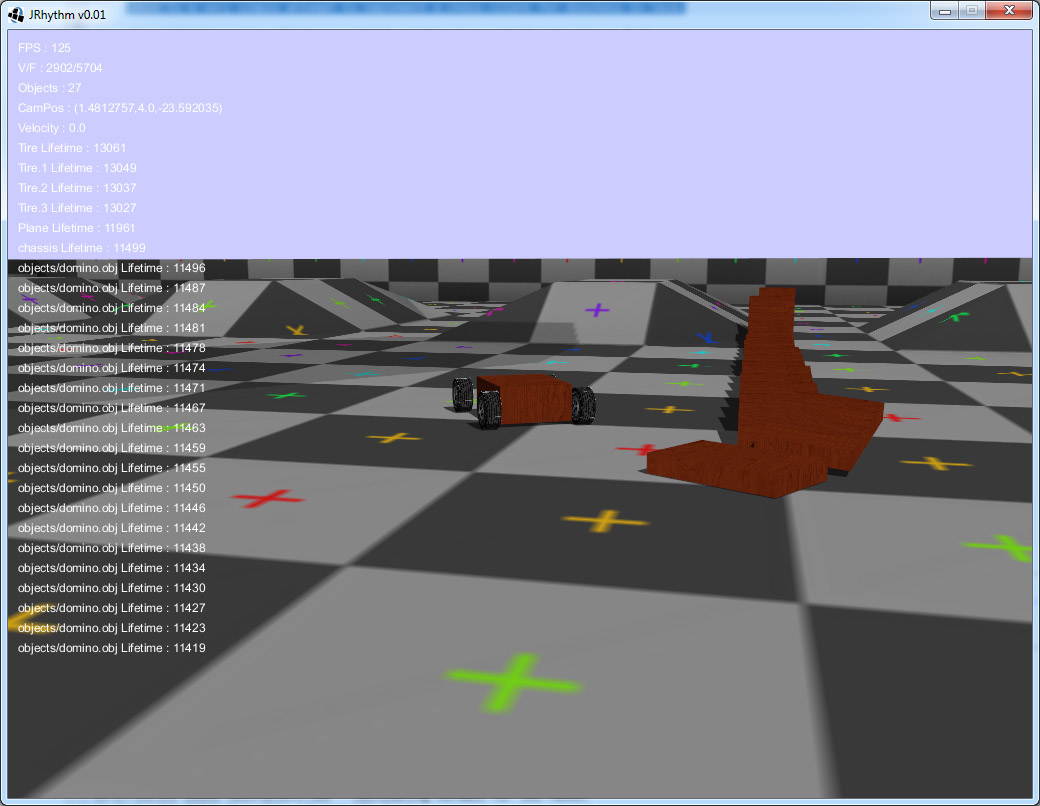 JRhythm v0.01
FPS : 125
V/F : 2902/5704
Objects : 27
CamPos : (1.4812757,4.0,-23.592035)
Velocity : 0.0
Tire Lifetime : 13061
Tire.1 Lifetime : 13049
Tire.2 Lifetime : 13037
Tire.3 Lifetime : 13027
Plane Lifetime : 11961
chassis Lifetime : 11499
objects/domino.obj Lifetime : 11496
objects/domino.obj Lifetime : 11487
objects/domino.obj Lifetime : 11484
objects/domino.obj Lifetime : 11481
objects/domino.obj Lifetime : 11478
objects/domino.obj Lifetime : 11474
objects/domino.obj Lifetime : 11471
objects/domino.obj Lifetime : 11467
objects/domino.obj Lifetime : 11463
objects/domino.obj Lifetime : 11459
objects/domino.obj Lifetime : 11455
objects/domino.obj Lifetime : 11450
objects/domino.obj Lifetime : 11446
objects/domino.obj Lifetime : 11442
objects/domino.obj Lifetime : 11438
objects/domino.obj Lifetime : 11434
objects/domino.obj Lifetime : 11430
objects/domino.obj Lifetime : 11427
objects/domino.obj Lifetime : 11423
objects/domino.obj Lifetime : 11419